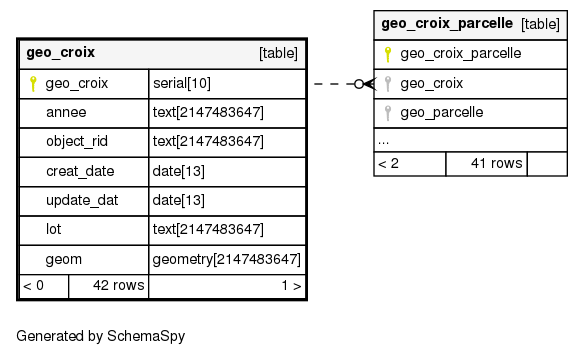 geo_croix [table]
geo_croix serial[10]
annee text[2147483647]
object_rid text[2147483647]
creat_date date[13]
update_dat date[13]
lot text[2147483647]
geom geometry[2147483647]
< 0 42 rows 1 >
geo_croix_parcelle [table]
geo_croix_parcelle
geo_croix
geo_parcelle
...
< 2 41 rows
Generated by SchemaSpy